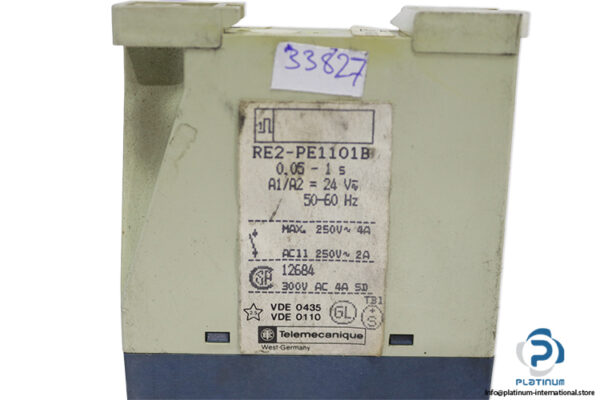 33827
RE2-PE1101B
0.05 - 1 s
A1/A2 = 24 V
50-60 Hz
MAX. 250V~ 4A
AC11 250V~ 2A
12684
300V AC 4A SD
VDE 0435
VDE 0110
GL
TB1
+
S
Telemecanique
West-Germany
PLATINUM
info@platinum-international.store